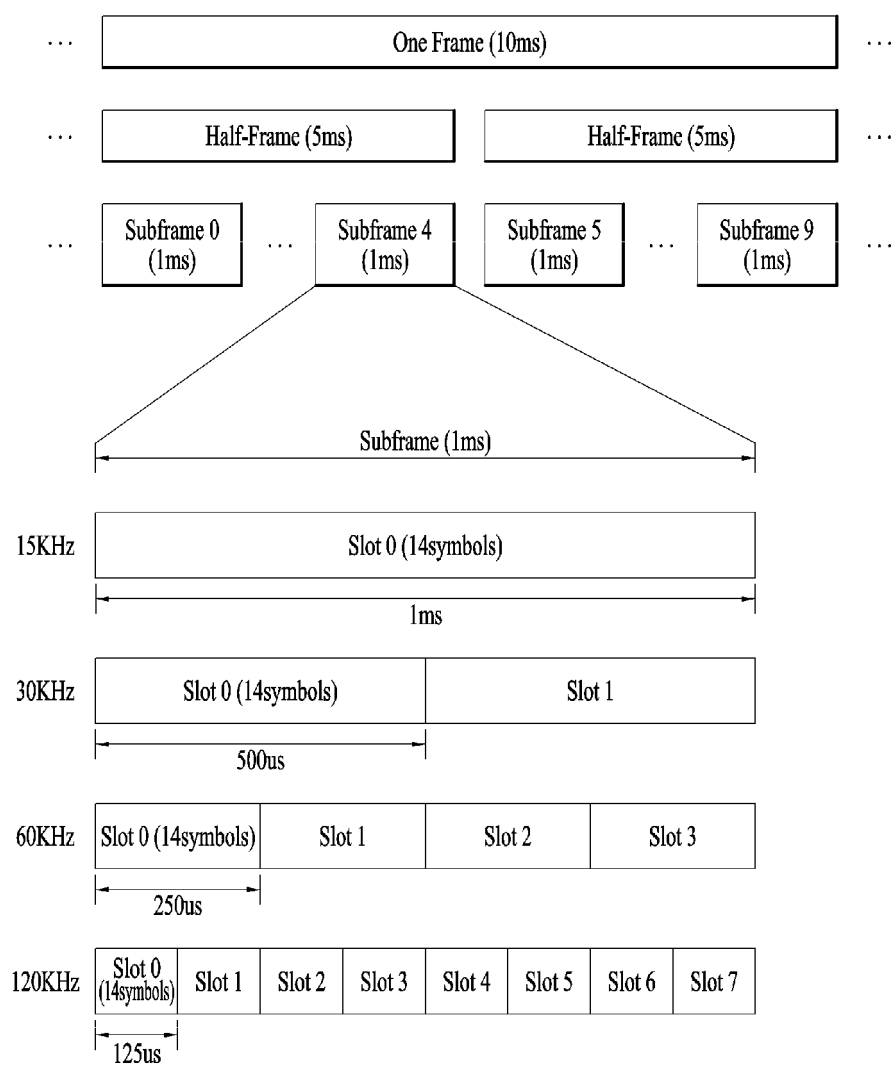 ... One Frame (10ms) ...
... Half-Frame (5ms) Half-Frame (5ms) ...
... Subframe 0 (1ms) ... Subframe 4 (1ms) Subframe 5 (1ms) ... Subframe 9 (1ms) ...
Subframe (1ms)
15KHz Slot 0 (14symbols)
1ms
30KHz Slot 0 (14symbols) Slot 1
500us
60KHz Slot 0 (14symbols) Slot 1 Slot 2 Slot 3
250us
120KHz Slot 0 (14symbols) Slot 1 Slot 2 Slot 3 Slot 4 Slot 5 Slot 6 Slot 7
125us